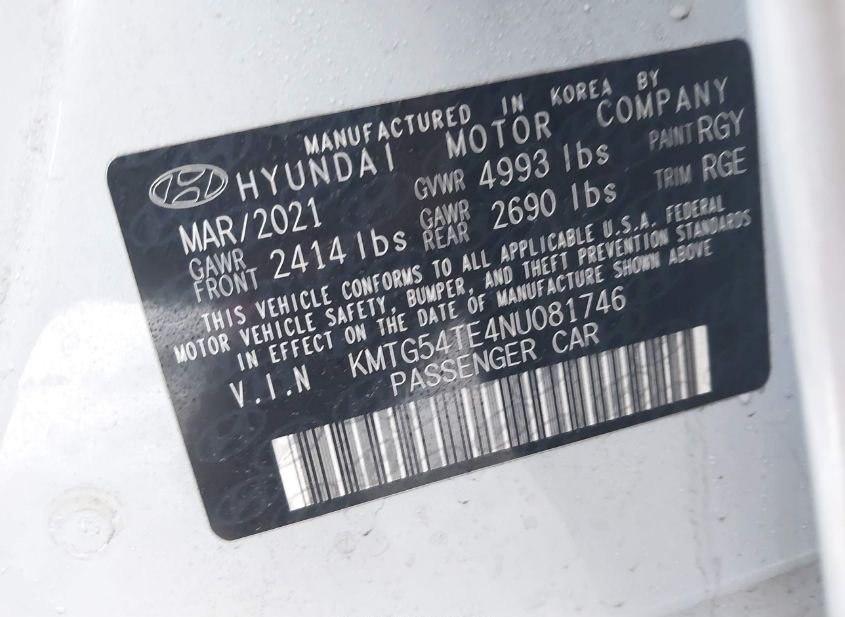 MANUFACTURED IN KOREA BY
HYUNDAI MOTOR COMPANY
MAR/2021 GVWR 4993 lbs PAINT RGY
GAWR FRONT 2414 lbs GAWR REAR 2690 lbs TRIM RGE
THIS VEHICLE CONFORMS TO ALL APPLICABLE U.S.A. FEDERAL
MOTOR VEHICLE SAFETY, BUMPER, AND THEFT PREVENTION STANDARDS
IN EFFECT ON THE DATE OF MANUFACTURE SHOWN ABOVE
V.I.N KMTG54TE4NU081746
PASSENGER CAR